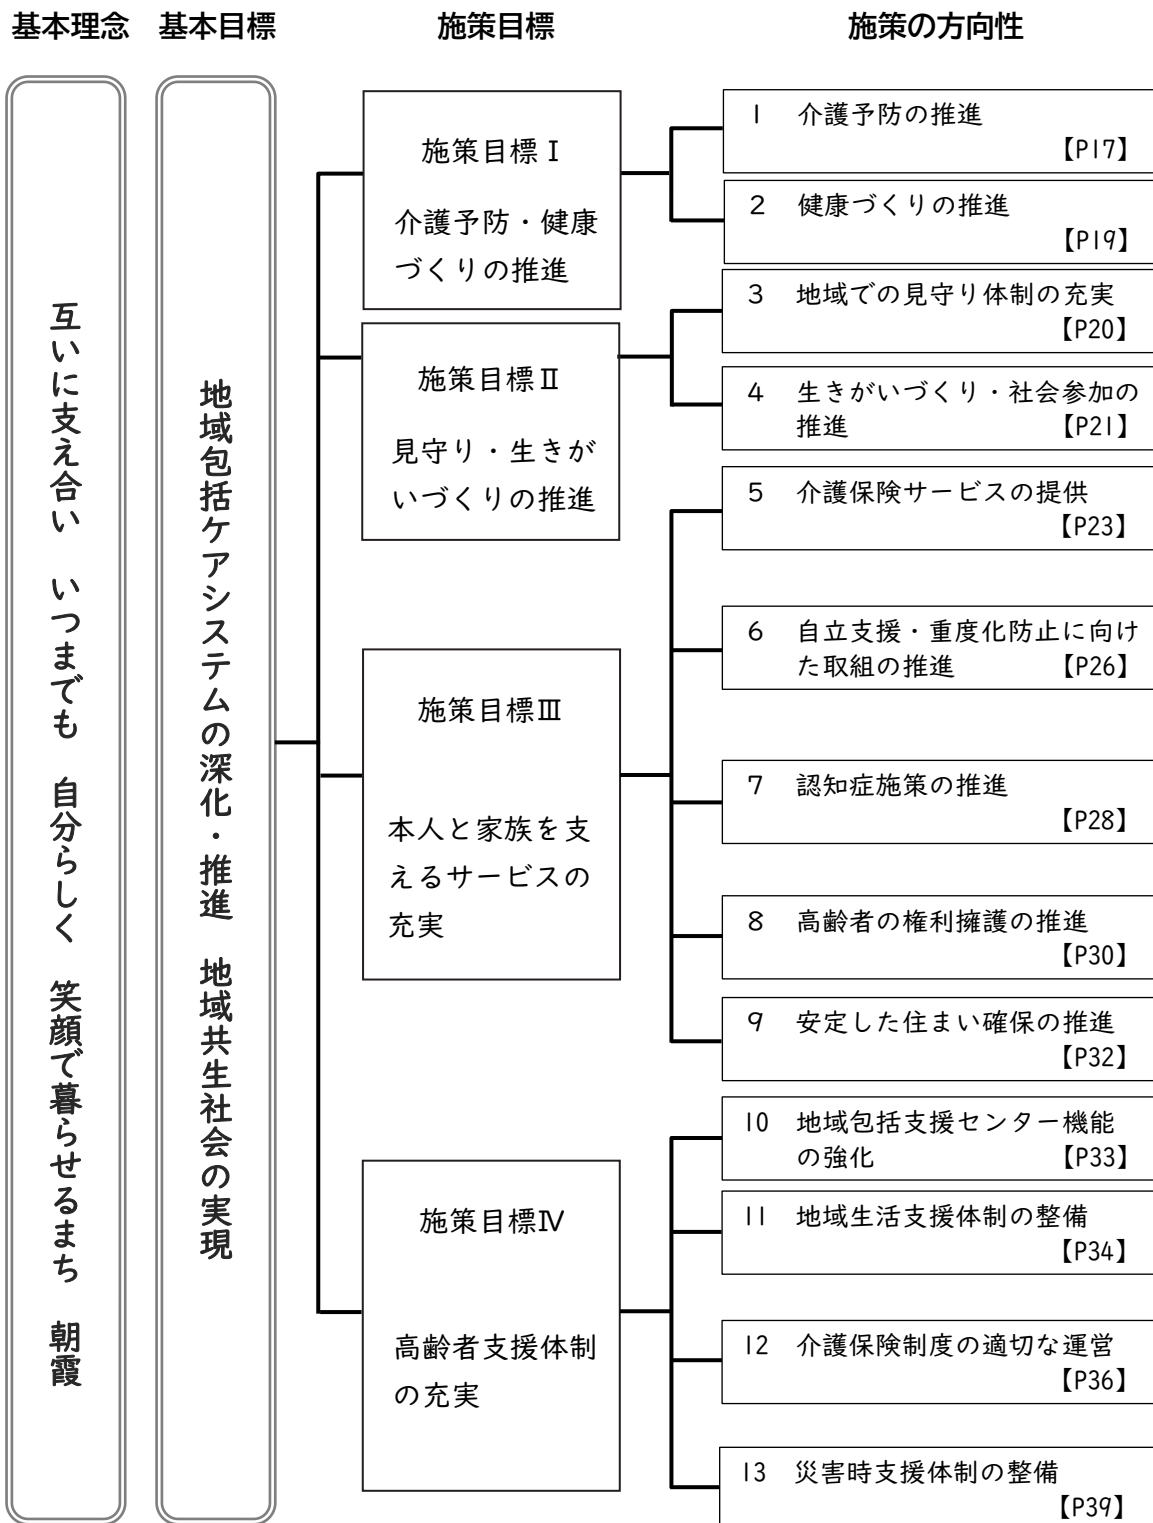 基本理念 基本目標 施策目標 施策の方向性
互いに支え合い　いつまでも　自分らしく　笑顔で暮らせるまち　朝霞
地域包括ケアシステムの深化・推進　地域共生社会の実現
施策目標Ⅰ
介護予防・健康
づくりの推進
1 介護予防の推進
【P17】
2 健康づくりの推進
【P19】
施策目標Ⅱ
見守り・生きが
いづくりの推進
3 地域での見守り体制の充実
【P20】
4 生きがいづくり・社会参加の
推進 【P21】
施策目標Ⅲ
本人と家族を支
えるサービスの
充実
5 介護保険サービスの提供
【P23】
6 自立支援・重度化防止に向け
た取組の推進 【P26】
7 認知症施策の推進
【P28】
8 高齢者の権利擁護の推進
【P30】
9 安定した住まい確保の推進
【P32】
施策目標Ⅳ
高齢者支援体制
の充実
10 地域包括支援センター機能
の強化 【P33】
11 地域生活支援体制の整備
【P34】
12 介護保険制度の適切な運営
【P36】
13 災害時支援体制の整備
【P39】